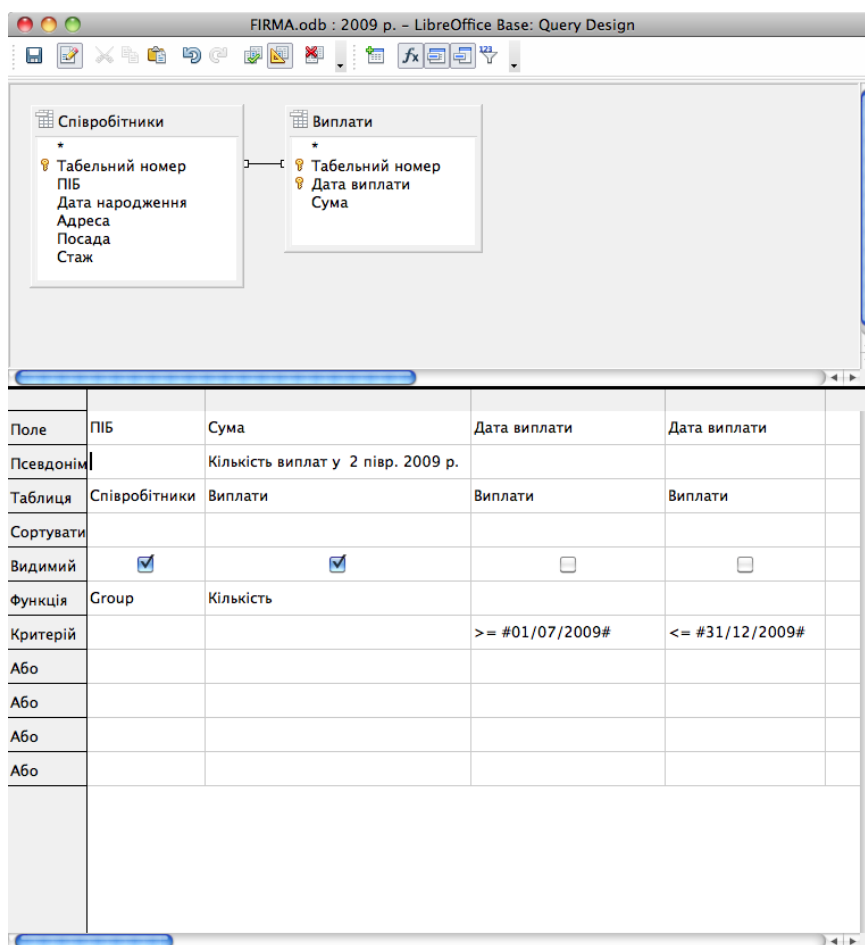 FIRMA.odb : 2009 р. – LibreOffice Base: Query Design
fx
123
Співробітники
*
Табельний номер
ПІБ
Дата народження
Адреса
Посада
Стаж
Виплати
*
Табельний номер
Дата виплати
Сума
Поле ПІБ Сума Дата виплати Дата виплати
Псевдонім Кількість виплат у 2 півр. 2009 р.
Таблиця Співробітники Виплати Виплати Виплати
Сортувати
Видимий
Функція Group Кількість
Критерій >= #01/07/2009# <= #31/12/2009#
Або
Або
Або
Або